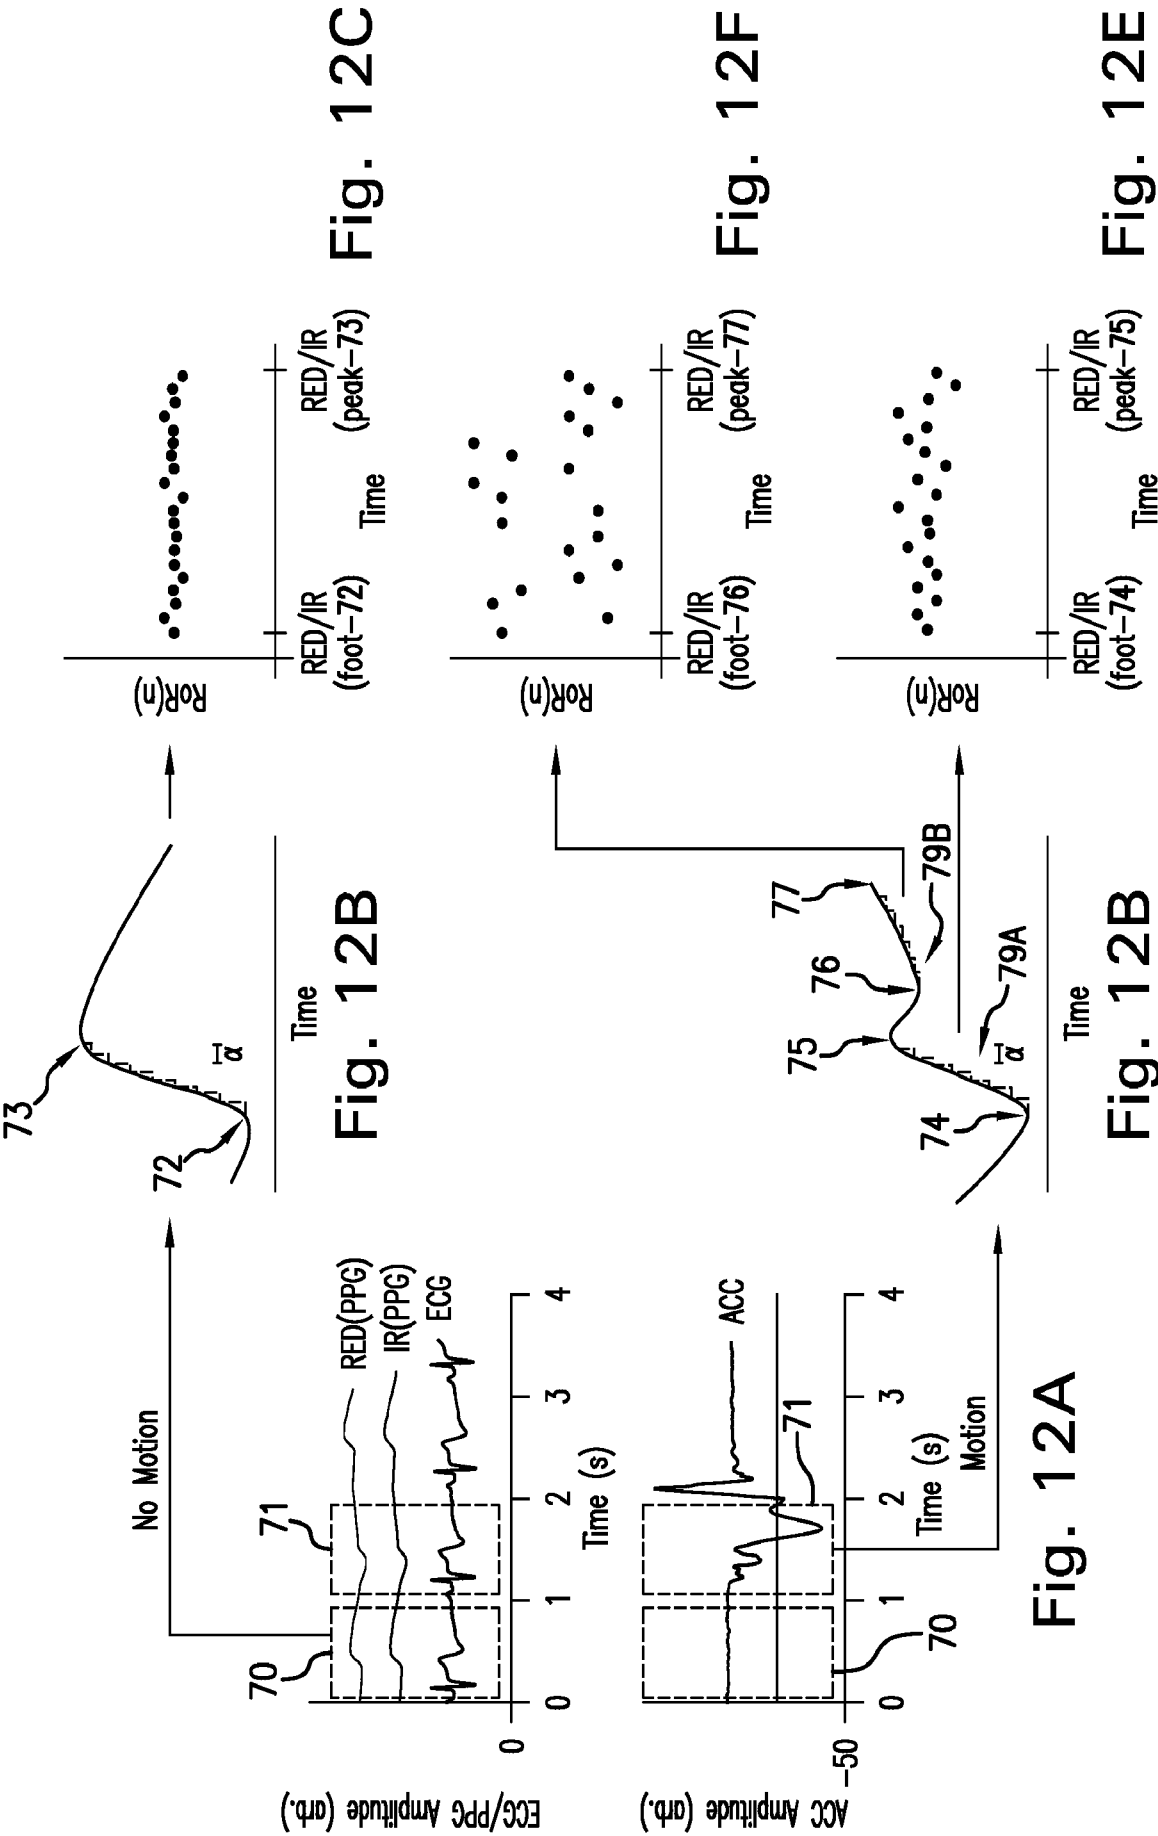 No Motion
70
71
RED(PPG)
IR(PPG)
ECG
ECG/PPG Amplitude (arb.)
0
0
1
2
3
4
Time (s)
ACC
71
70
ACC Amplitude (arb.)
-50
0
1
2
3
4
Time (s)
Motion
Fig. 12A
72
73
α
Time
Fig. 12B
74
75
76
77
79A
79B
α
Time
Fig. 12B
RoR(n)
RED/IR
(foot-72)
RED/IR
(peak-73)
Time
Fig. 12C
RoR(n)
RED/IR
(foot-76)
RED/IR
(peak-77)
Time
Fig. 12F
RoR(n)
RED/IR
(foot-74)
RED/IR
(peak-75)
Time
Fig. 12E